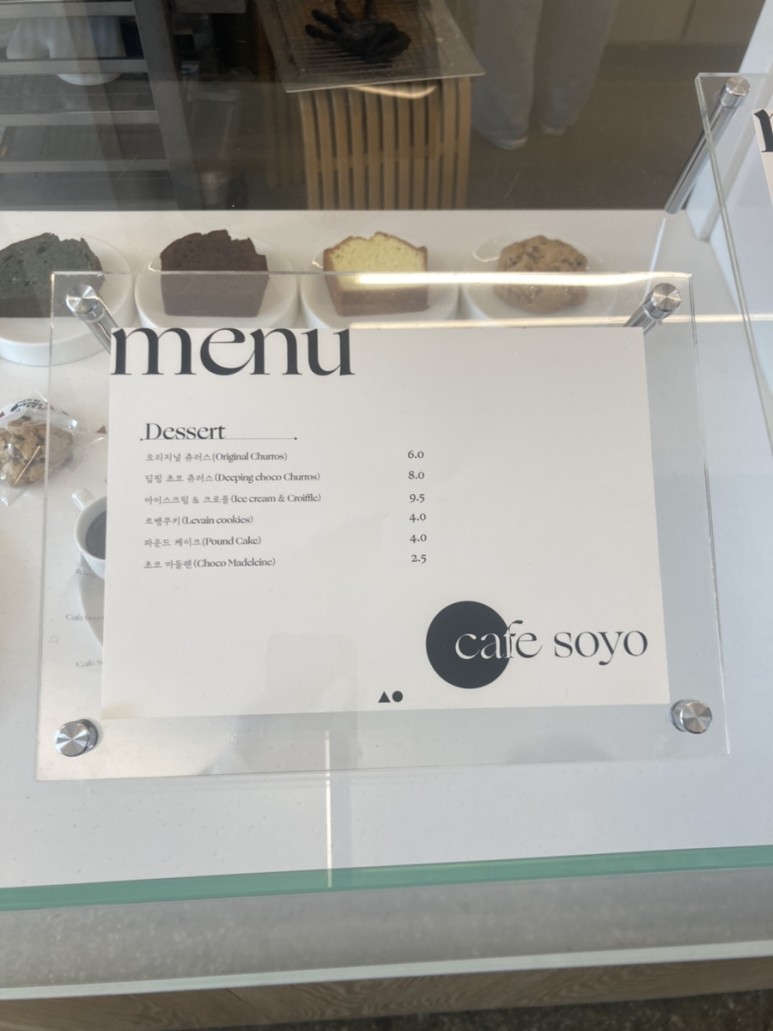 menu
Dessert
오리지널 츄러스(Original Churros) 6.0
딥핑 초코 츄러스(Deeping choco Churros) 8.0
아이스크림 & 크로플(Ice cream & Croiffle) 9.5
르뱅쿠키(Levain cookies) 4.0
파운드 케이크(Pound Cake) 4.0
초코 마들렌(Choco Madeleine) 2.5
cafe soyo